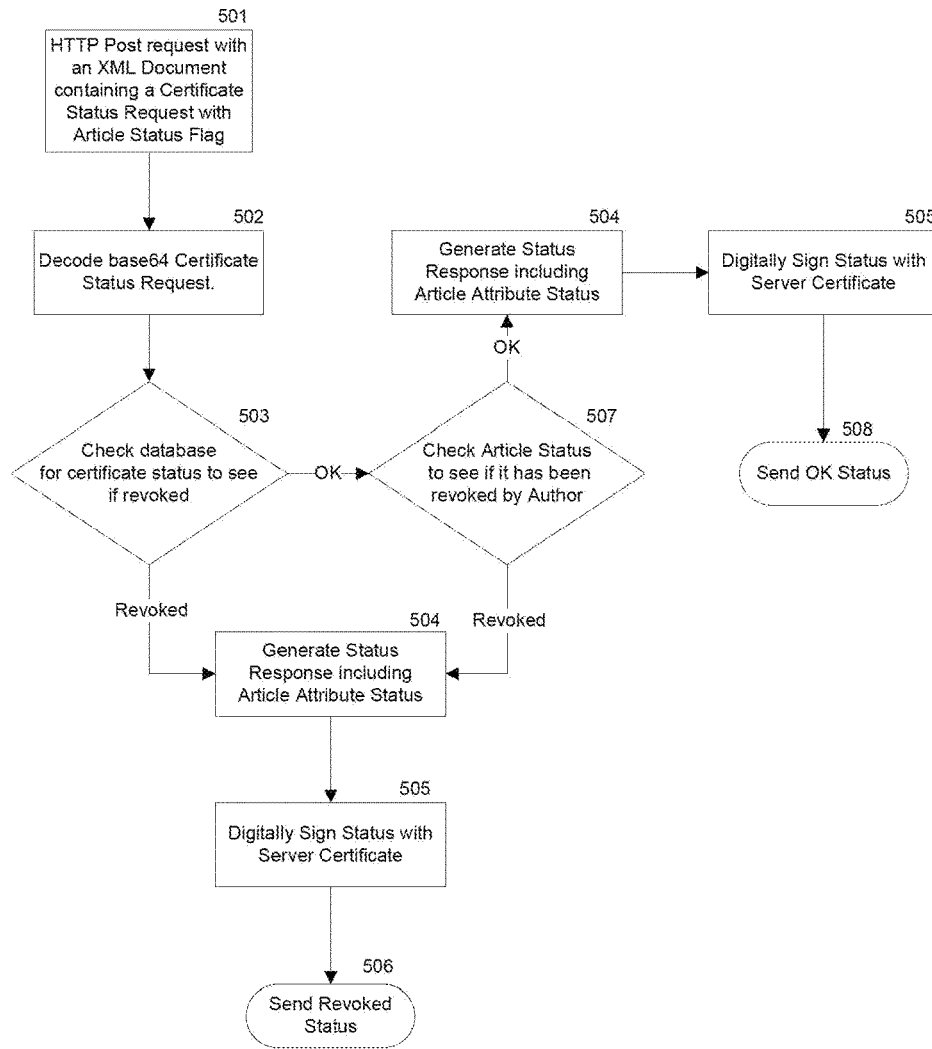 501
HTTP Post request with
an XML Document
containing a Certificate
Status Request with
Article Status Flag
502
Decode base64 Certificate
Status Request.
504
Generate Status
Response including
Article Attribute Status
505
Digitally Sign Status with
Server Certificate
OK
503
Check database
for certificate status to see
if revoked
OK
507
Check Article Status
to see if it has been
revoked by Author
508
Send OK Status
Revoked
Revoked
504
Generate Status
Response including
Article Attribute Status
505
Digitally Sign Status with
Server Certificate
506
Send Revoked
Status